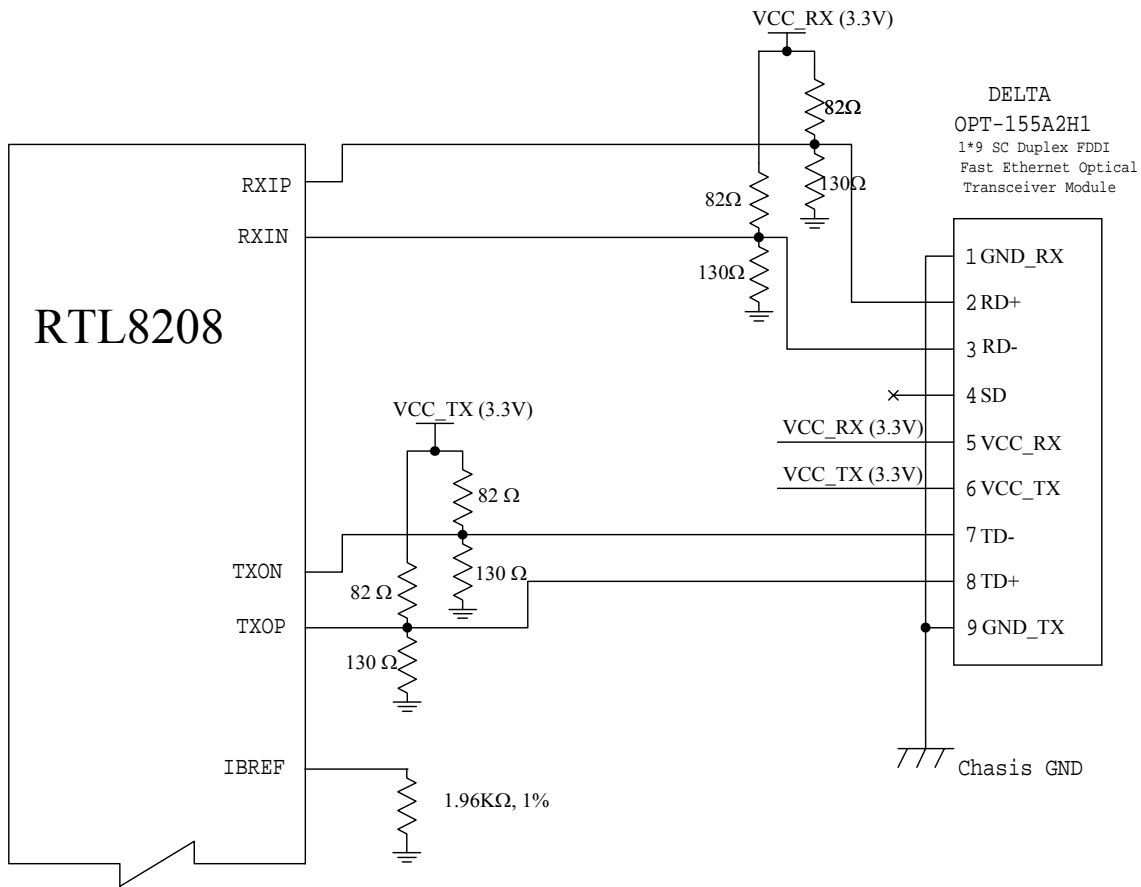 VCC_RX (3.3V)
82Ω
130Ω
82Ω
130Ω
DELTA
OPT-155A2H1
1*9 SC Duplex FDDI
Fast Ethernet Optical
Transceiver Module
RXIP
RXIN
RTL8208
1 GND_RX
2 RD+
3 RD-
4 SD
VCC_RX (3.3V)
5 VCC_RX
VCC_TX (3.3V)
6 VCC_TX
7 TD-
8 TD+
9 GND_TX
VCC_TX (3.3V)
82 Ω
130 Ω
82 Ω
130 Ω
TXON
TXOP
IBREF
1.96KΩ, 1%
Chasis GND